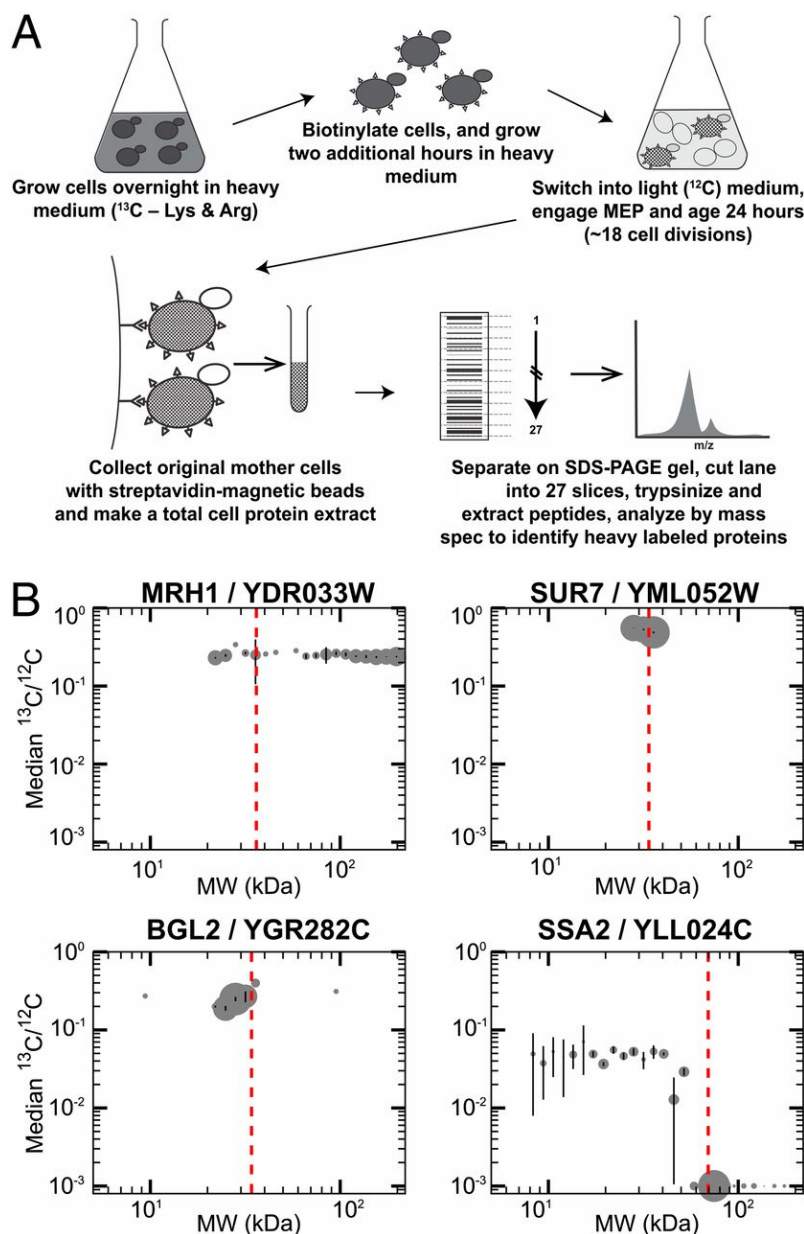 A
Grow cells overnight in heavy
medium (¹³C – Lys & Arg)
Biotinylate cells, and grow
two additional hours in heavy
medium
Switch into light (¹²C) medium,
engage MEP and age 24 hours
(~18 cell divisions)
Collect original mother cells
with streptavidin-magnetic beads
and make a total cell protein extract
1
27
m/z
Separate on SDS-PAGE gel, cut lane
into 27 slices, trypsinize and
extract peptides, analyze by mass
spec to identify heavy labeled proteins
B
MRH1 / YDR033W
10⁰
10⁻¹
10⁻²
10⁻³
Median ¹³C/¹²C
10¹
10²
MW (kDa)
SUR7 / YML052W
10⁰
10⁻¹
10⁻²
10⁻³
10¹
10²
MW (kDa)
BGL2 / YGR282C
10⁰
10⁻¹
10⁻²
10⁻³
Median ¹³C/¹²C
10¹
10²
MW (kDa)
SSA2 / YLL024C
10⁰
10⁻¹
10⁻²
10⁻³
10¹
10²
MW (kDa)